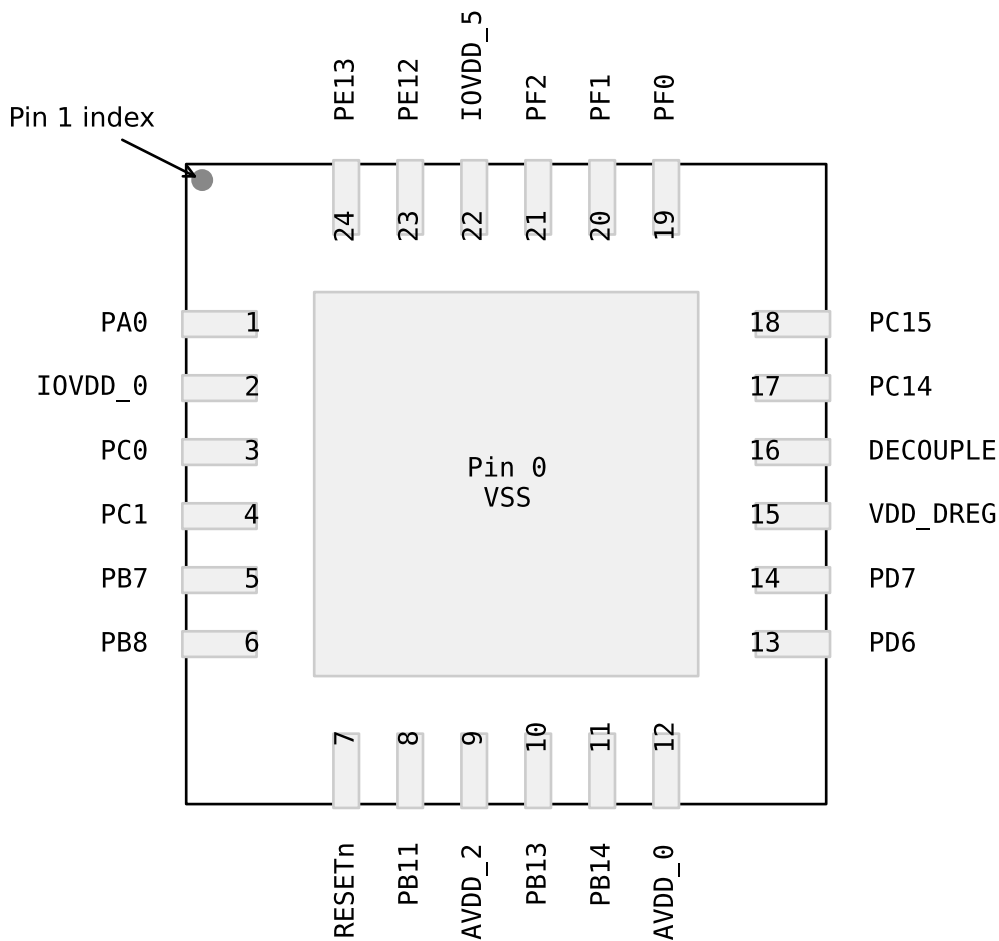 PE13
PE12
IOVDD_5
PF2
PF1
PF0
Pin 1 index
24
23
22
21
20
19
PA0 1
18 PC15
IOVDD_0 2
17 PC14
PC0 3
16 DECOUPLE
Pin 0
VSS
PC1 4
15 VDD_DREG
PB7 5
14 PD7
PB8 6
13 PD6
7
8
9
10
11
12
RESETn
PB11
AVDD_2
PB13
PB14
AVDD_0